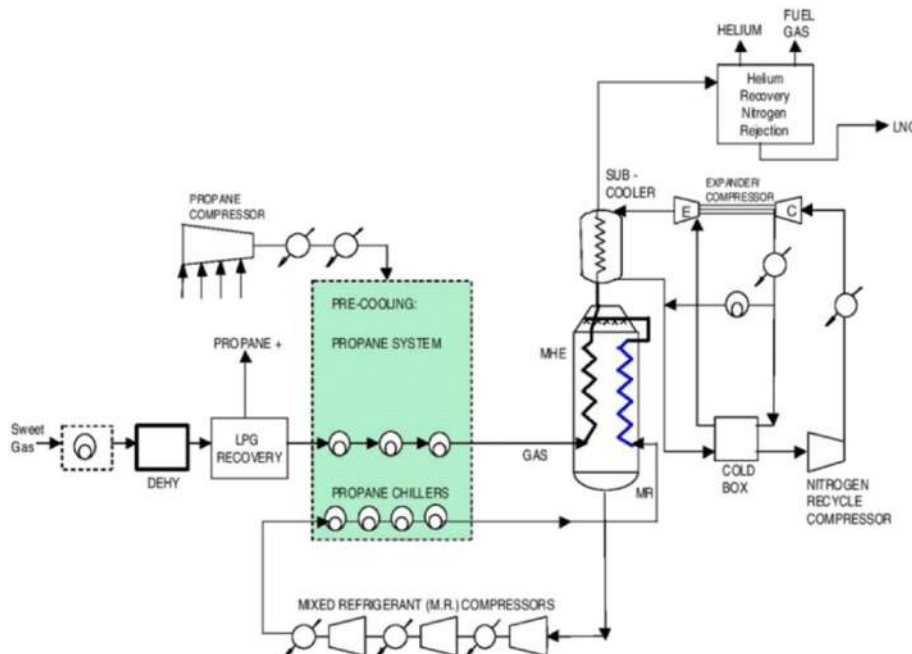 HELIUM
FUEL
GAS
Helium
Recovery
Nitrogen
Rejection
LNG
SUB -
COOLER
EXPANDER/
COMPRESSOR
E
C
PROPANE
COMPRESSOR
PRE-COOLING:
PROPANE SYSTEM
PROPANE +
MHE
Sweet
Gas
LPG
RECOVERY
DEHY
GAS
PROPANE CHILLERS
MR
COLD
BOX
NITROGEN
RECYCLE
COMPRESSOR
MIXED REFRIGERANT (M.R.) COMPRESSORS